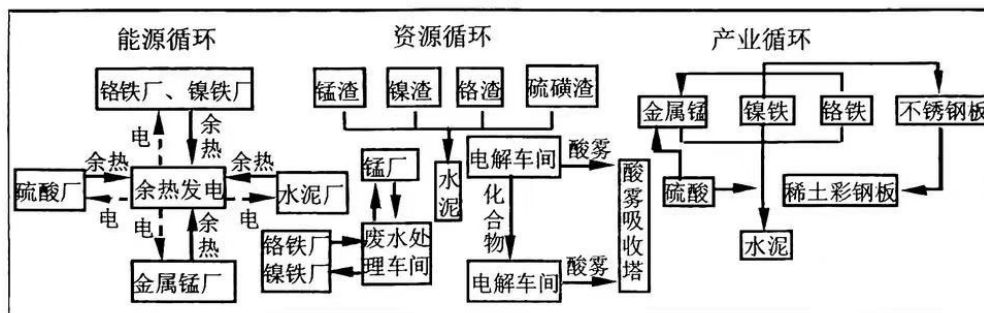 能源循环
资源循环
产业循环
铬铁厂、镍铁厂
电
余热
硫酸厂
余热
余热发电
余热
水泥厂
电
电
电
余热
金属锰厂
锰渣
镍渣
铬渣
硫磺渣
水泥
锰厂
铬铁厂
镍铁厂
废水处
理车间
电解车间
酸雾
化合物
电解车间
酸雾
酸雾吸收塔
金属锰
镍铁
铬铁
不锈钢板
硫酸
稀土彩钢板
水泥